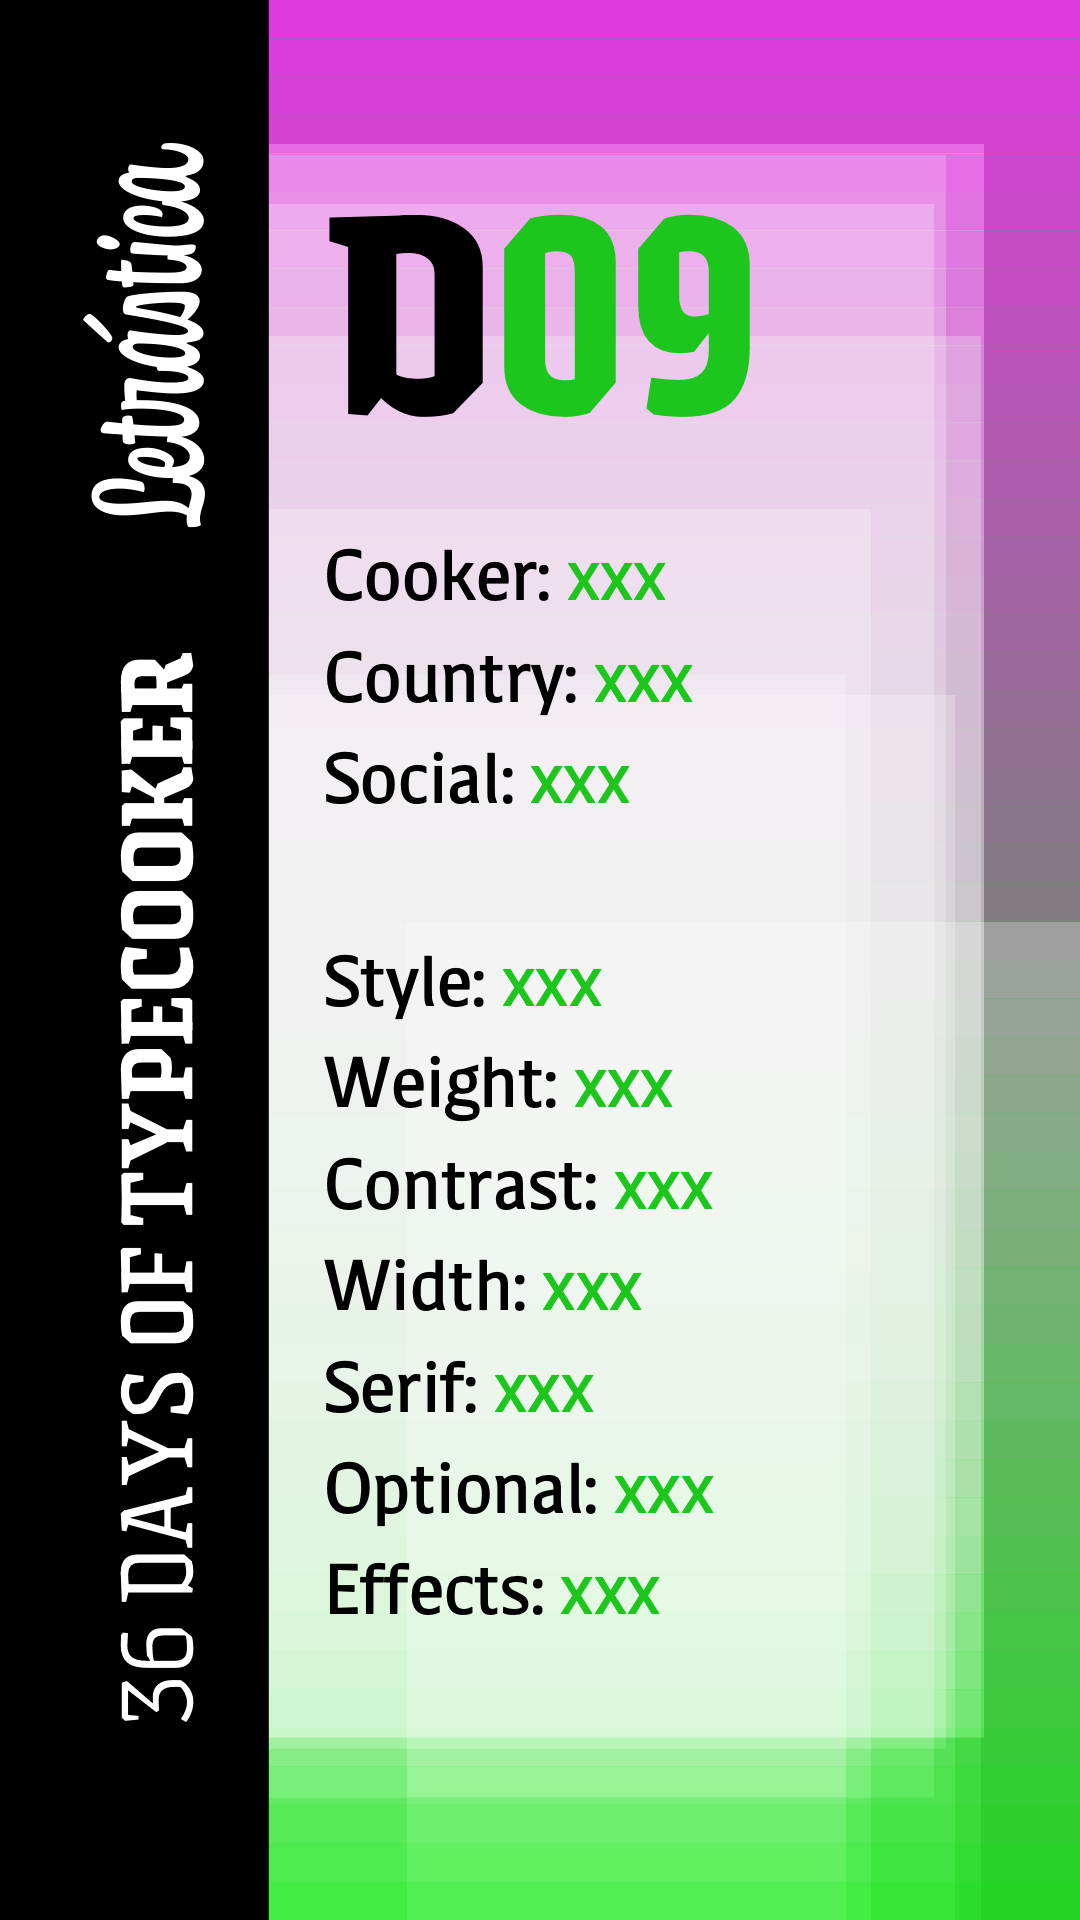 Letrástica
36 DAYS OF TYPECOOKER
D09
Cooker: xxx
Country: xxx
Social: xxx
Style: xxx
Weight: xxx
Contrast: xxx
Width: xxx
Serif: xxx
Optional: xxx
Effects: xxx